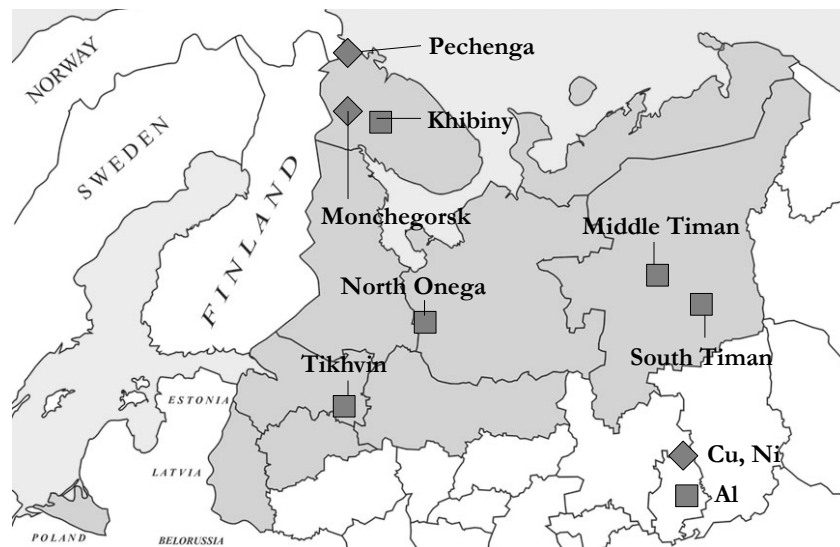 NORWAY
Pechenga
SWEDEN
Khibiny
FINLAND
Monchegorsk
Middle Timan
North Onega
South Timan
Tikhvin
ESTONIA
Cu, Ni
LATVIA
Al
POLAND
BELORUSSIA